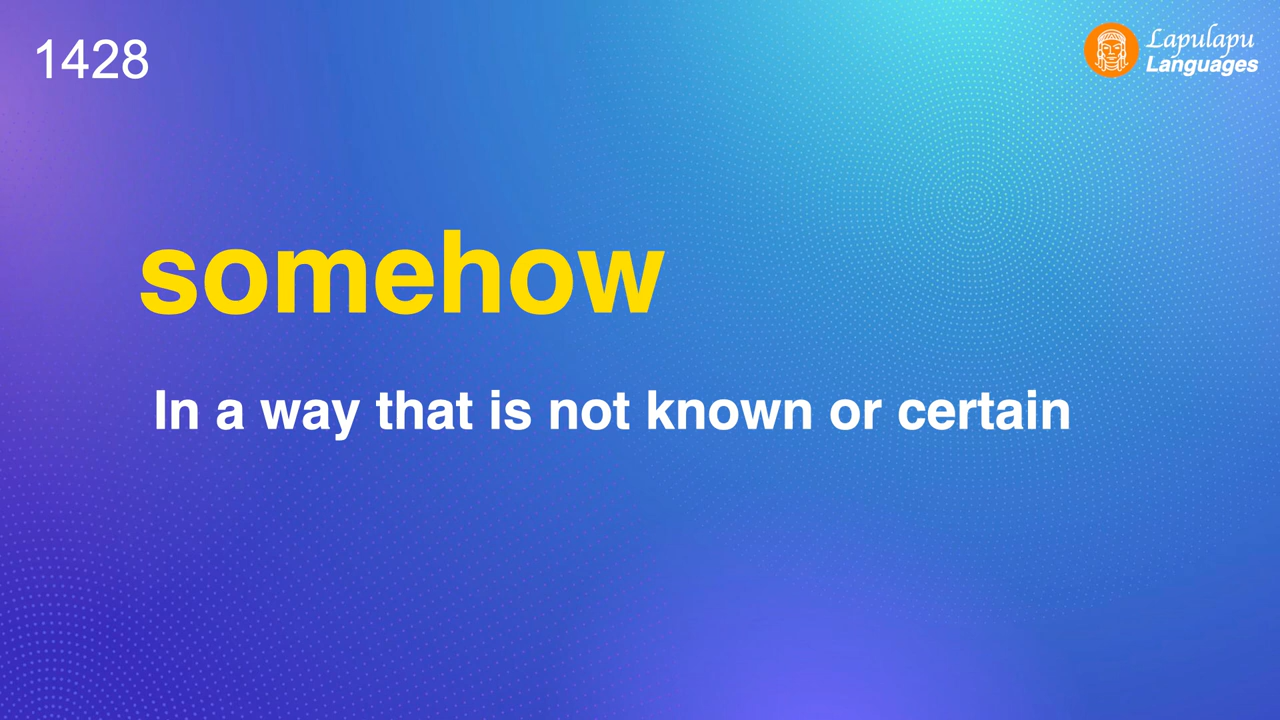 1428
Lapulapu
Languages
somehow
In a way that is not known or certain